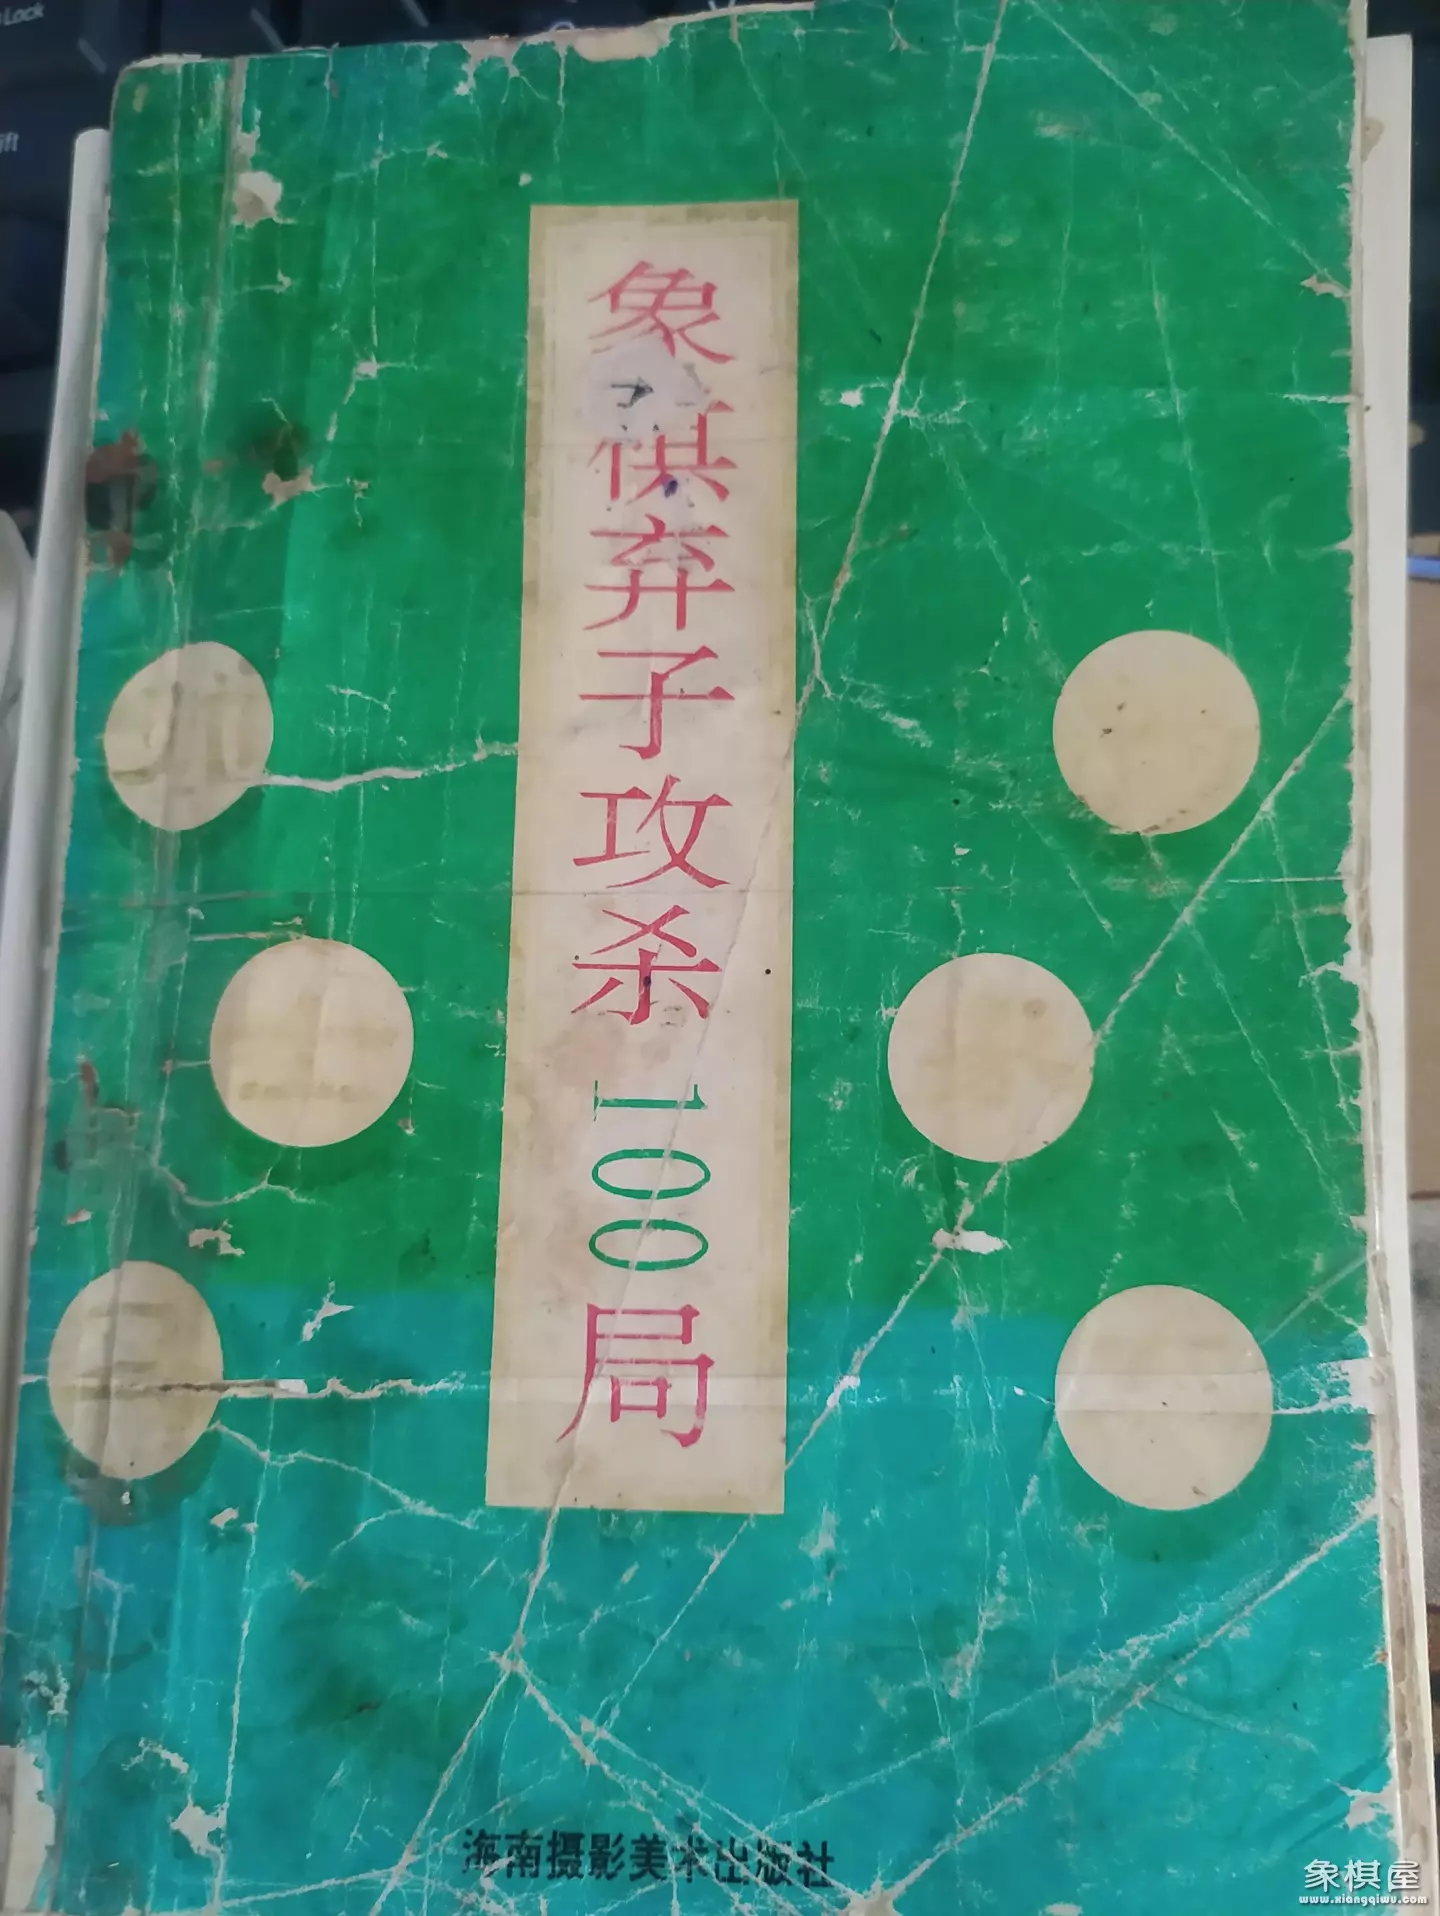 Lock
象棋弃子攻杀100局
海南摄影美术出版社
象棋屋
www.xiangqiwu.com